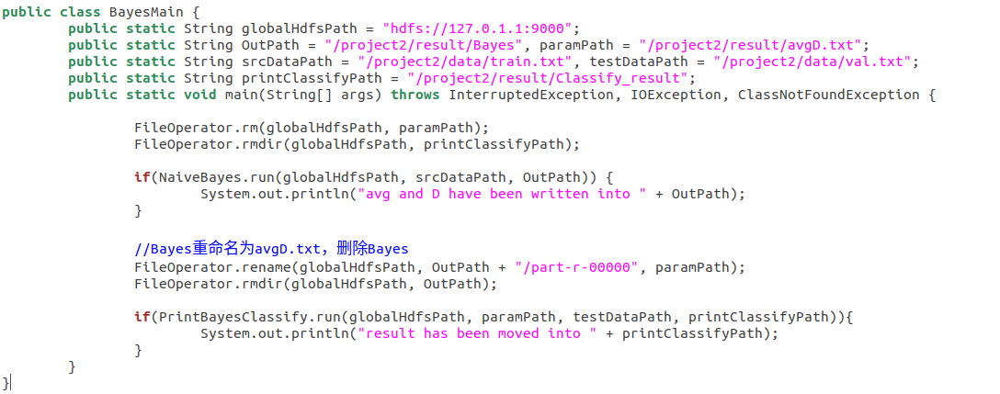 public class BayesMain {
        public static String globalHdfsPath = "hdfs://127.0.1.1:9000";
        public static String OutPath = "/project2/result/Bayes", paramPath = "/project2/result/avgD.txt";
        public static String srcDataPath = "/project2/data/train.txt", testDataPath = "/project2/data/val.txt";
        public static String printClassifyPath = "/project2/result/Classify_result";
        public static void main(String[] args) throws InterruptedException, IOException, ClassNotFoundException {

                FileOperator.rm(globalHdfsPath, paramPath);
                FileOperator.rmdir(globalHdfsPath, printClassifyPath);

                if(NaiveBayes.run(globalHdfsPath, srcDataPath, OutPath)) {
                        System.out.println("avg and D have been written into " + OutPath);
                }

                //Bayes重命名为avgD.txt，删除Bayes
                FileOperator.rename(globalHdfsPath, OutPath + "/part-r-00000", paramPath);
                FileOperator.rmdir(globalHdfsPath, OutPath);

                if(PrintBayesClassify.run(globalHdfsPath, paramPath, testDataPath, printClassifyPath)){
                        System.out.println("result has been moved into " + printClassifyPath);
                }
        }
}